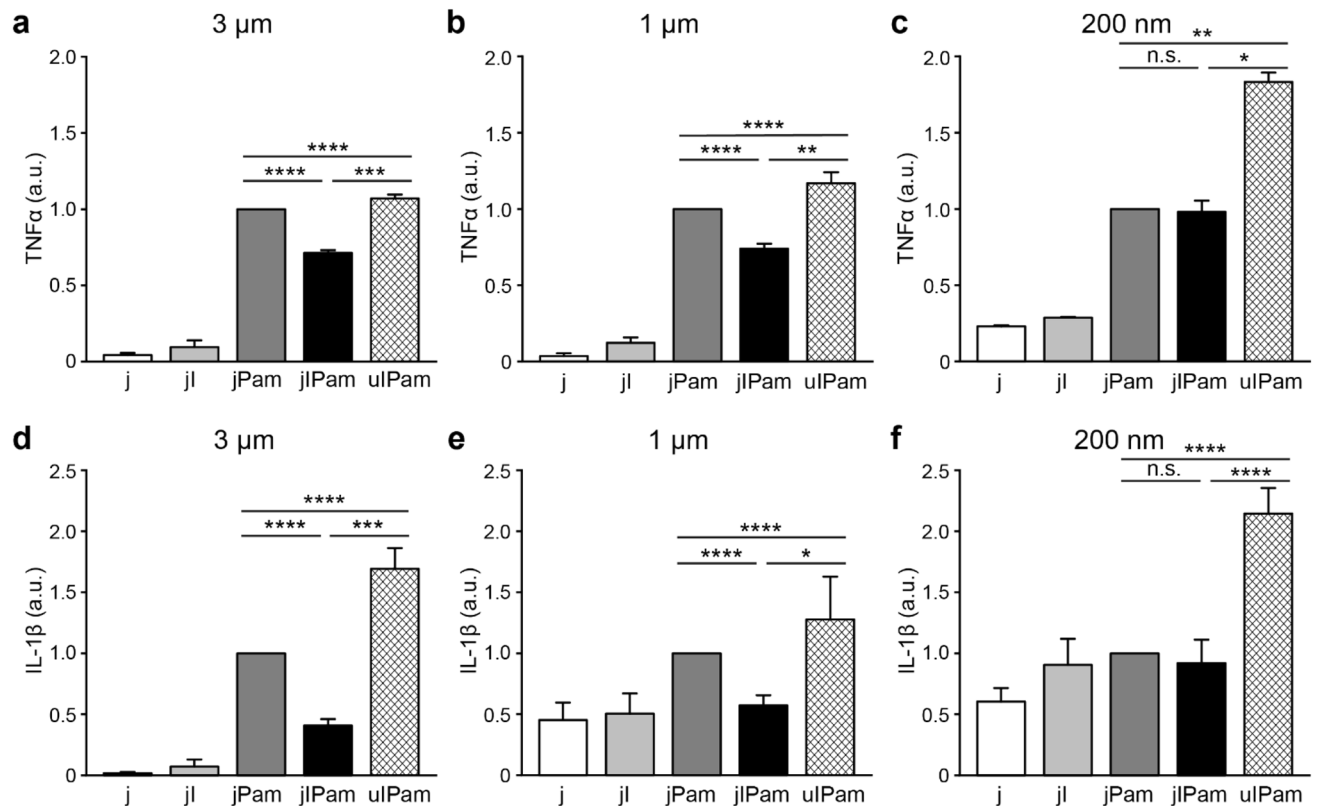 a 3 µm
TNFα (a.u.)
2.0
1.5
1.0
0.5
0
****
**** ***
j jI jPam jIPam uIPam
b 1 µm
TNFα (a.u.)
2.0
1.5
1.0
0.5
0
****
**** **
j jI jPam jIPam uIPam
c 200 nm
TNFα (a.u.)
2.0
1.5
1.0
0.5
0
**
n.s. *
j jI jPam jIPam uIPam
d 3 µm
IL-1β (a.u.)
2.5
2.0
1.5
1.0
0.5
0
****
**** ***
j jI jPam jIPam uIPam
e 1 µm
IL-1β (a.u.)
2.5
2.0
1.5
1.0
0.5
0
****
**** *
j jI jPam jIPam uIPam
f 200 nm
IL-1β (a.u.)
2.5
2.0
1.5
1.0
0.5
0
****
n.s. ****
j jI jPam jIPam uIPam